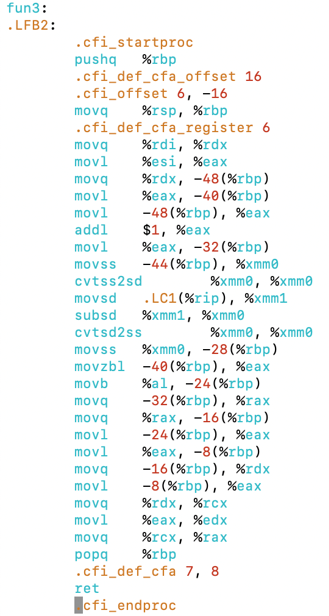 fun3:
.LFB2:
.cfi_startproc
pushq %rbp
.cfi_def_cfa_offset 16
.cfi_offset 6, -16
movq %rsp, %rbp
.cfi_def_cfa_register 6
movq %rdi, %rdx
movl %esi, %eax
movq %rdx, -48(%rbp)
movl %eax, -40(%rbp)
movl -48(%rbp), %eax
addl $1, %eax
movl %eax, -32(%rbp)
movss -44(%rbp), %xmm0
cvtss2sd %xmm0, %xmm0
movsd .LC1(%rip), %xmm1
subsd %xmm1, %xmm0
cvtsd2ss %xmm0, %xmm0
movss %xmm0, -28(%rbp)
movzbl -40(%rbp), %eax
movb %al, -24(%rbp)
movq -32(%rbp), %rax
movq %rax, -16(%rbp)
movl -24(%rbp), %eax
movl %eax, -8(%rbp)
movq -16(%rbp), %rdx
movl -8(%rbp), %eax
movq %rdx, %rcx
movl %eax, %edx
movq %rcx, %rax
popq %rbp
.cfi_def_cfa 7, 8
ret
.cfi_endproc